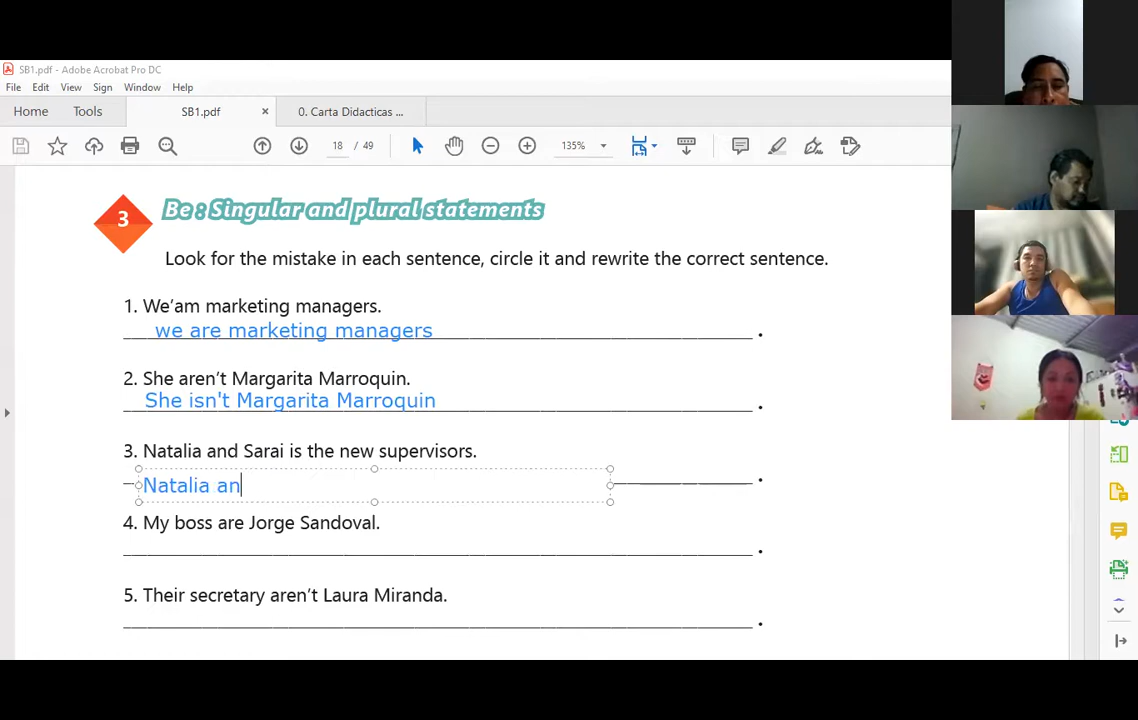 SB1.pdf - Adobe Acrobat Pro DC
File Edit View Sign Window Help
Home Tools SB1.pdf × 0. Carta Didacticas ...
18 / 49 135%
3 Be : Singular and plural statements
Look for the mistake in each sentence, circle it and rewrite the correct sentence.
1. We’am marketing managers.
we are marketing managers .
2. She aren’t Margarita Marroquin.
She isn't Margarita Marroquin .
3. Natalia and Sarai is the new supervisors.
Natalia an .
4. My boss are Jorge Sandoval.
.
5. Their secretary aren’t Laura Miranda.
.